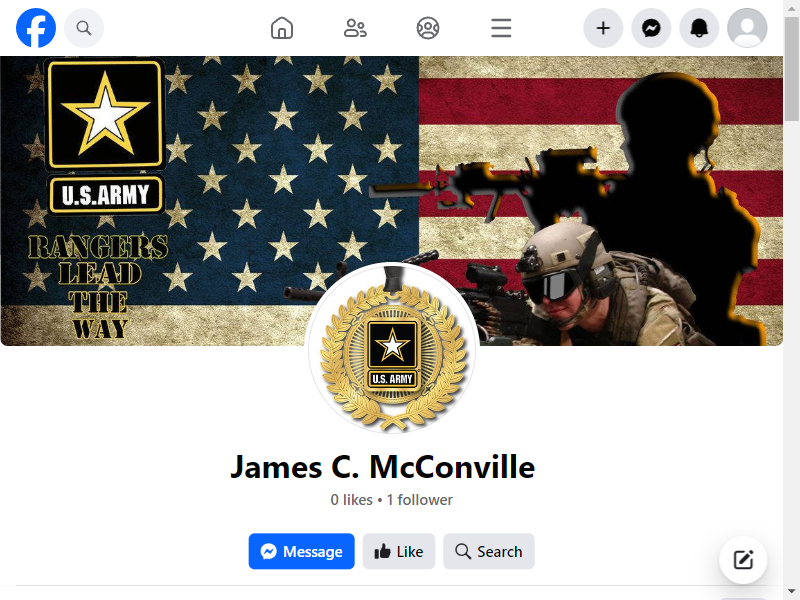 U.S.ARMY
RANGERS
LEAD
THE
WAY
U.S. ARMY
James C. McConville
0 likes • 1 follower
Message
Like
Search